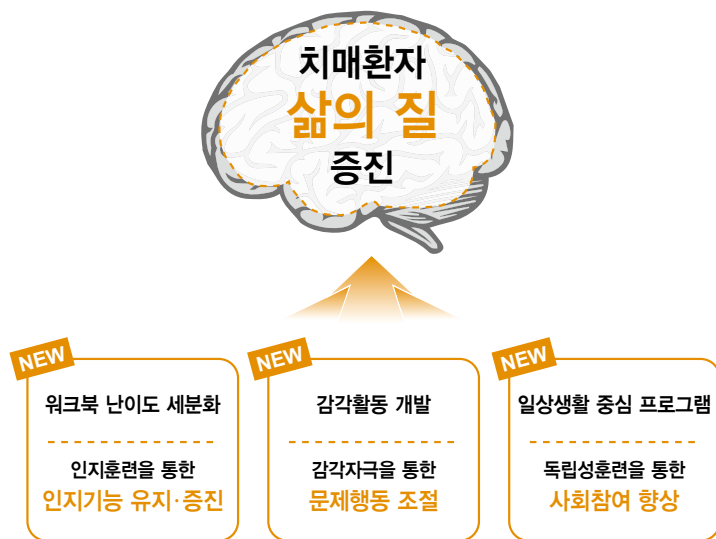 치매환자
삶의 질
증진
NEW
워크북 난이도 세분화
인지훈련을 통한
인지기능 유지·증진
NEW
감각활동 개발
감각자극을 통한
문제행동 조절
NEW
일상생활 중심 프로그램
독립성훈련을 통한
사회참여 향상